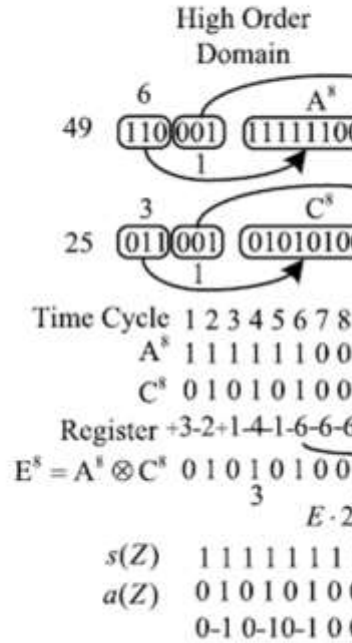 High Order
Domain
6 A⁸
49 110 001 11111100
1
3 C⁸
25 011 001 01010100
1
Time Cycle 1 2 3 4 5 6 7 8
A⁸ 1 1 1 1 1 1 0 0
C⁸ 0 1 0 1 0 1 0 0
Register +3-2+1-4-1-6-6-6
E⁸ = A⁸ ⊗ C⁸ 0 1 0 1 0 1 0 0
3
E · 2
s(Z) 1 1 1 1 1 1 1
a(Z) 0 1 0 1 0 1 0 0
0-1 0-10-1 0 0